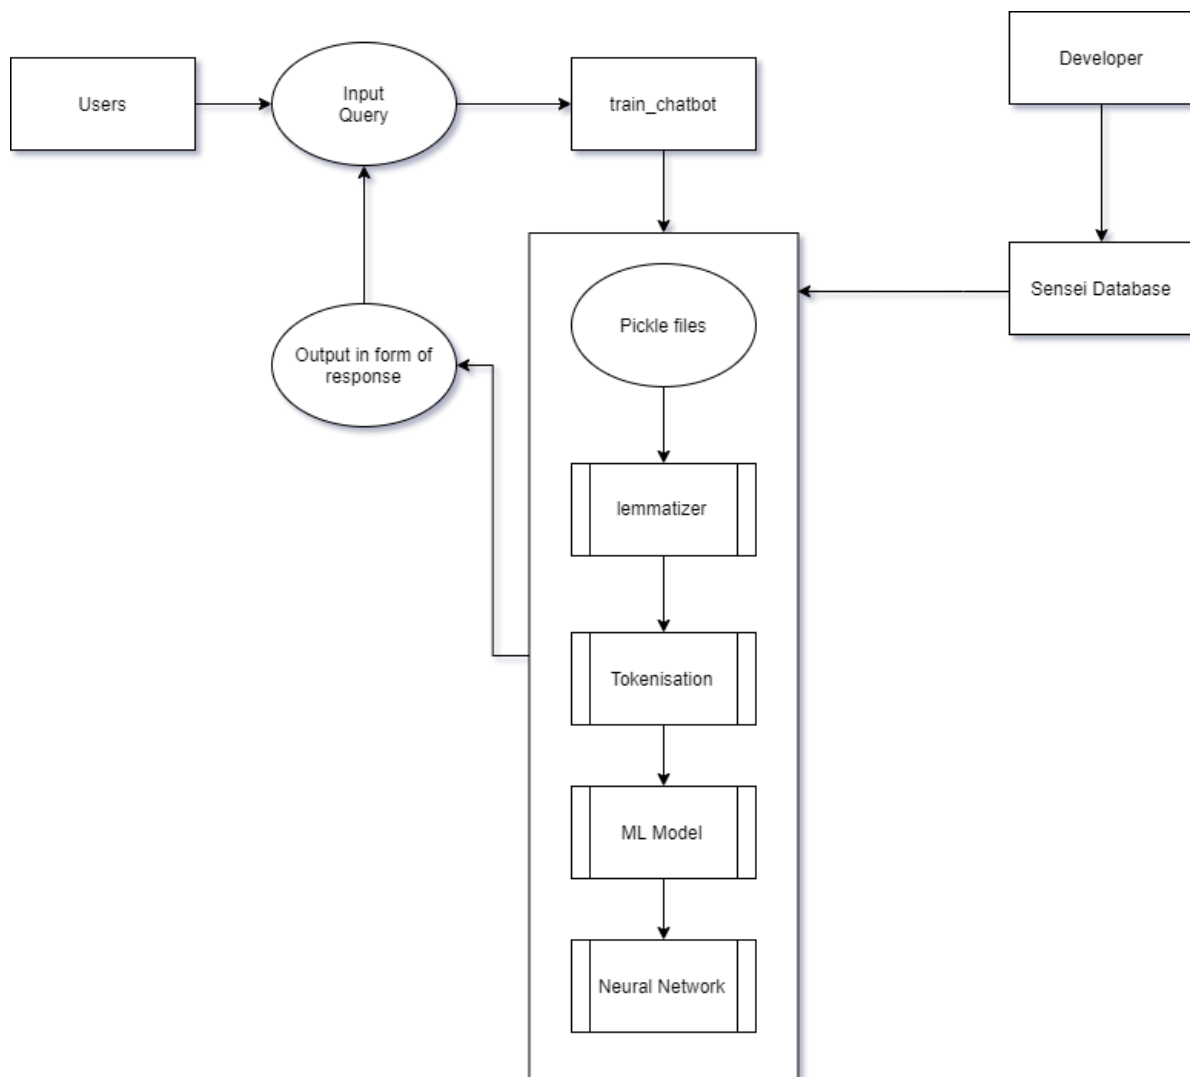 Developer
Users
Input
Query
train_chatbot
Sensei Database
Pickle files
Output in form of
response
lemmatizer
Tokenisation
ML Model
Neural Network